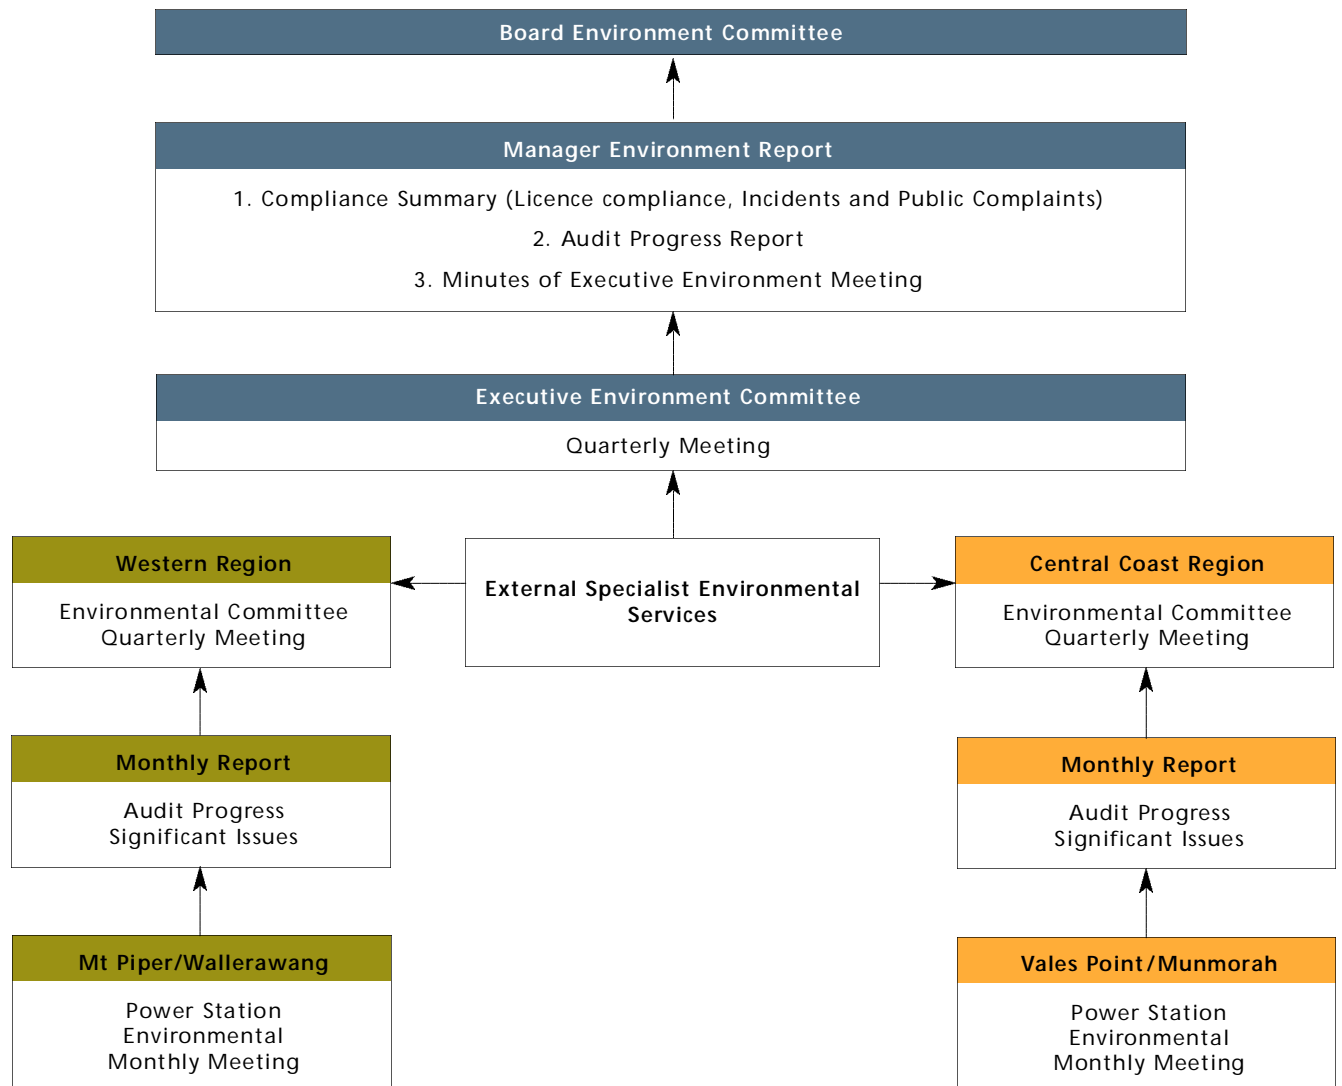 Board Environment Committee
Manager Environment Report
1. Compliance Summary (Licence compliance, Incidents and Public Complaints)
2. Audit Progress Report
3. Minutes of Executive Environment Meeting
Executive Environment Committee
Quarterly Meeting
Western Region
Environmental Committee
Quarterly Meeting
External Specialist Environmental
Services
Central Coast Region
Environmental Committee
Quarterly Meeting
Monthly Report
Audit Progress
Significant Issues
Monthly Report
Audit Progress
Significant Issues
Mt Piper/Wallerawang
Power Station
Environmental
Monthly Meeting
Vales Point/Munmorah
Power Station
Environmental
Monthly Meeting